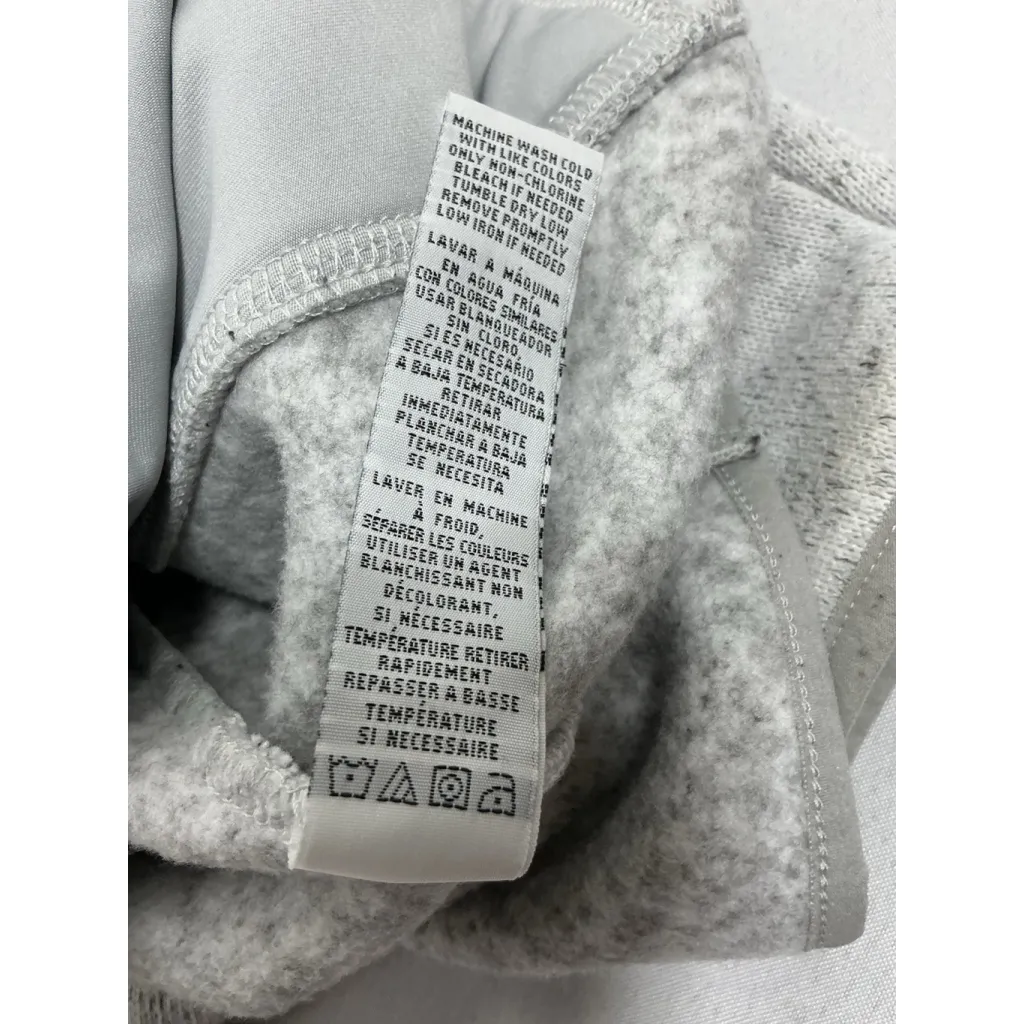 MACHINE WASH COLD
WITH LIKE COLORS
ONLY NON-CHLORINE
BLEACH IF NEEDED
TUMBLE DRY LOW
REMOVE PROMPTLY
LOW IRON IF NEEDED
LAVAR A MÁQUINA
EN AGUA FRÍA
CON COLORES SIMILARES
USAR BLANQUEADOR
SIN CLORO,
SI ES NECESARIO
SECAR EN SECADORA
A BAJA TEMPERATURA
RETIRAR
INMEDIATAMENTE
PLANCHAR A BAJA
TEMPERATURA
SE NECESITA
LAVER EN MACHINE
À FROID,
SÉPARER LES COULEURS
UTILISER UN AGENT
BLANCHISSANT NON
DÉCOLORANT,
SI NÉCESSAIRE
TEMPÉRATURE RETIRER
RAPIDEMENT
REPASSER A BASSE
TEMPÉRATURE
SI NECESSAIRE